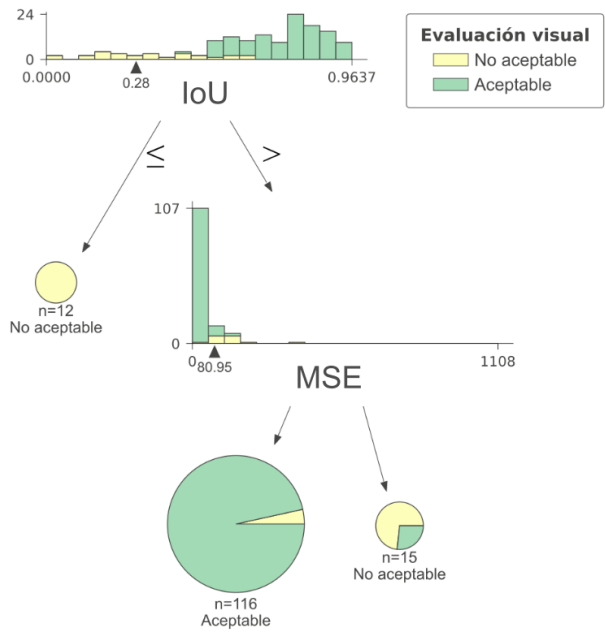 24
0
0.0000
0.28
0.9637
IoU
Evaluación visual
No aceptable
Aceptable
≤
>
n=12
No aceptable
107
0
0
80.95
1108
MSE
n=116
Aceptable
n=15
No aceptable